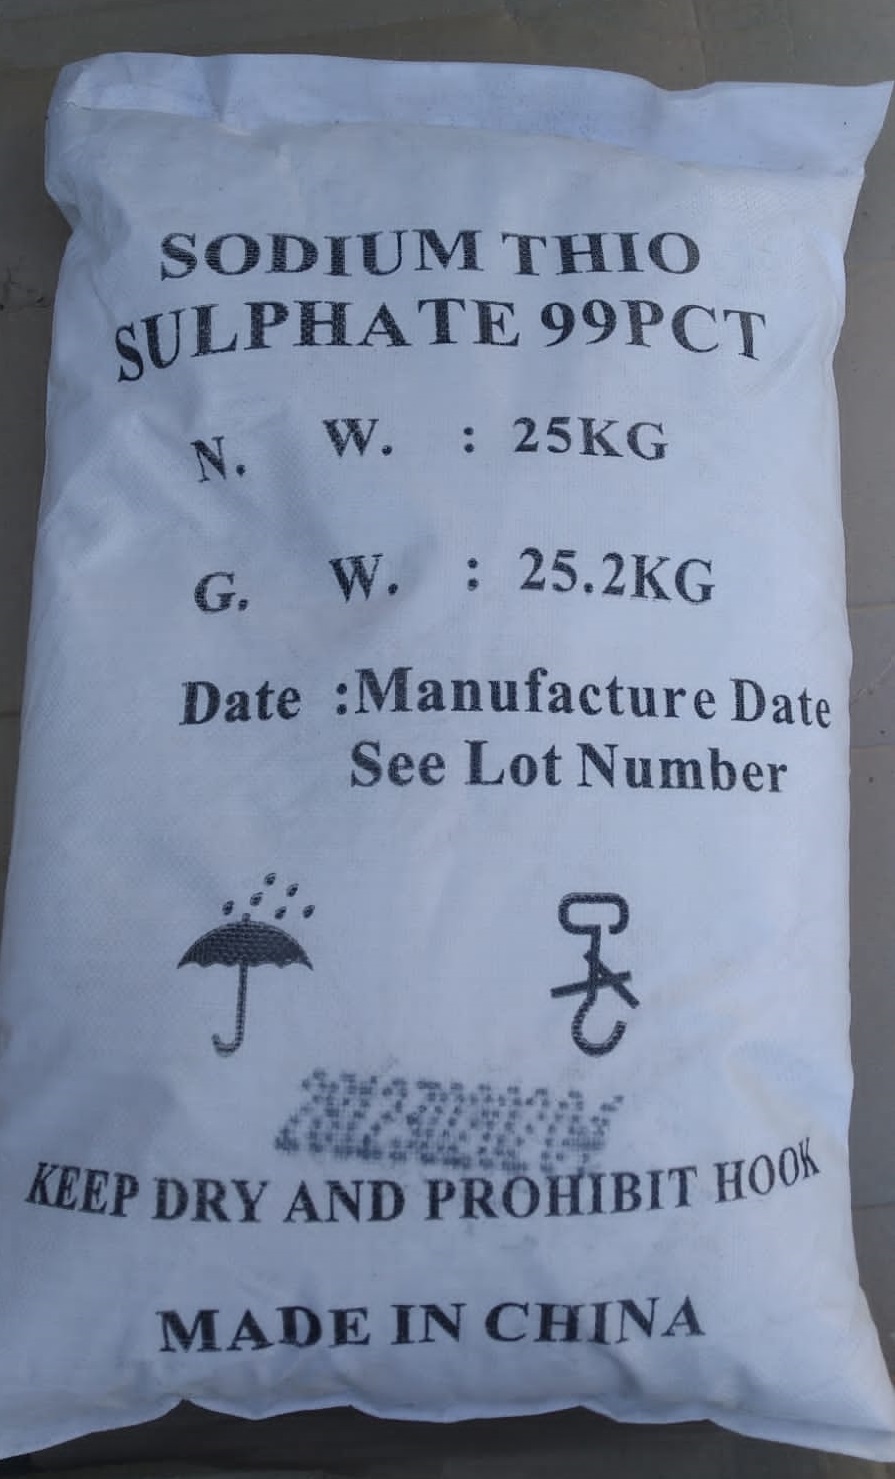 SODIUM THIO
SULPHATE 99PCT
N. W. : 25KG
G. W. : 25.2KG
Date :Manufacture Date
See Lot Number
KEEP DRY AND PROHIBIT HOOK
MADE IN CHINA